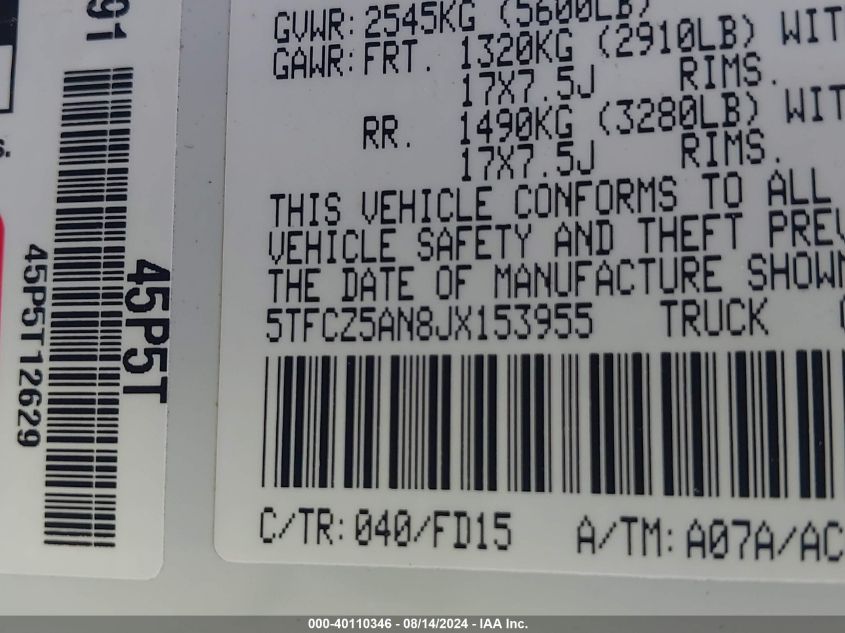 GVWR: 2545KG (5600LB)
GAWR: FRT. 1320KG (2910LB) WIT
17X7.5J RIMS.
RR. 1490KG (3280LB) WIT
17X7.5J RIMS.
THIS VEHICLE CONFORMS TO ALL
VEHICLE SAFETY AND THEFT PREV
THE DATE OF MANUFACTURE SHOWN
5TFCZ5AN8JX153955 TRUCK
C/TR: 040/FD15 A/TM: A07A/AC
91
45P5T12629
45P5T
000-40110346 - 08/14/2024 - IAA Inc.